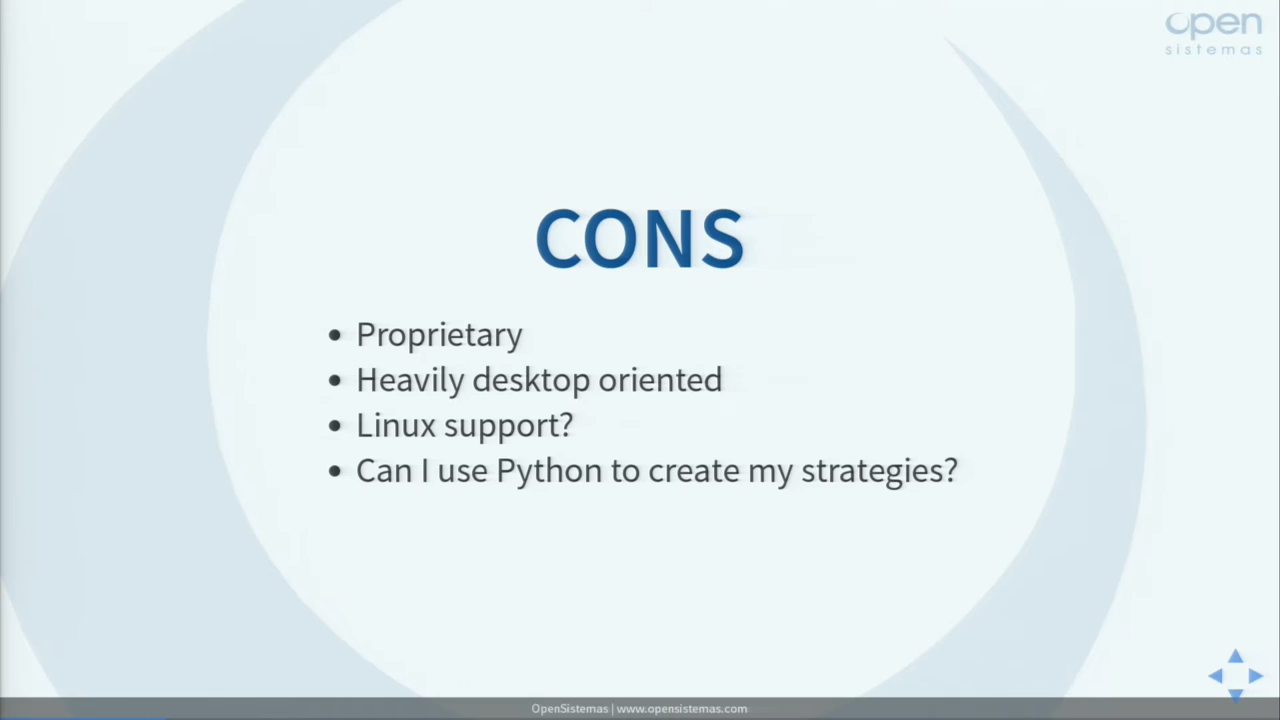 open
sistemas
CONS
Proprietary
Heavily desktop oriented
Linux support?
Can I use Python to create my strategies?
OpenSistemas | www.opensistemas.com